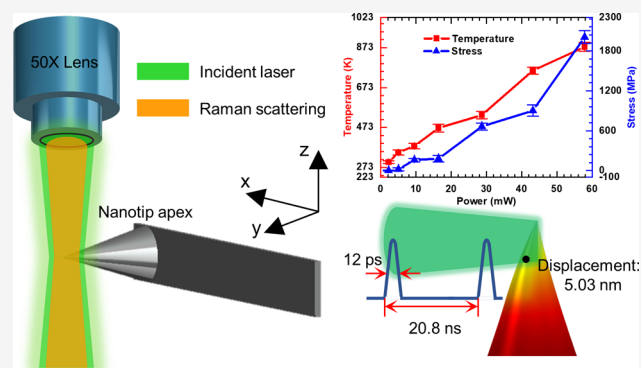 50X Lens
Incident laser
Raman scattering
z
x
y
Nanotip apex
1023
873
673
473
273
223
Temperature (K)
Temperature
Stress
2300
1800
1200
600
0
-100
Stress (MPa)
0 10 20 30 40 50 60
Power (mW)
12 ps
20.8 ns
Displacement:
5.03 nm